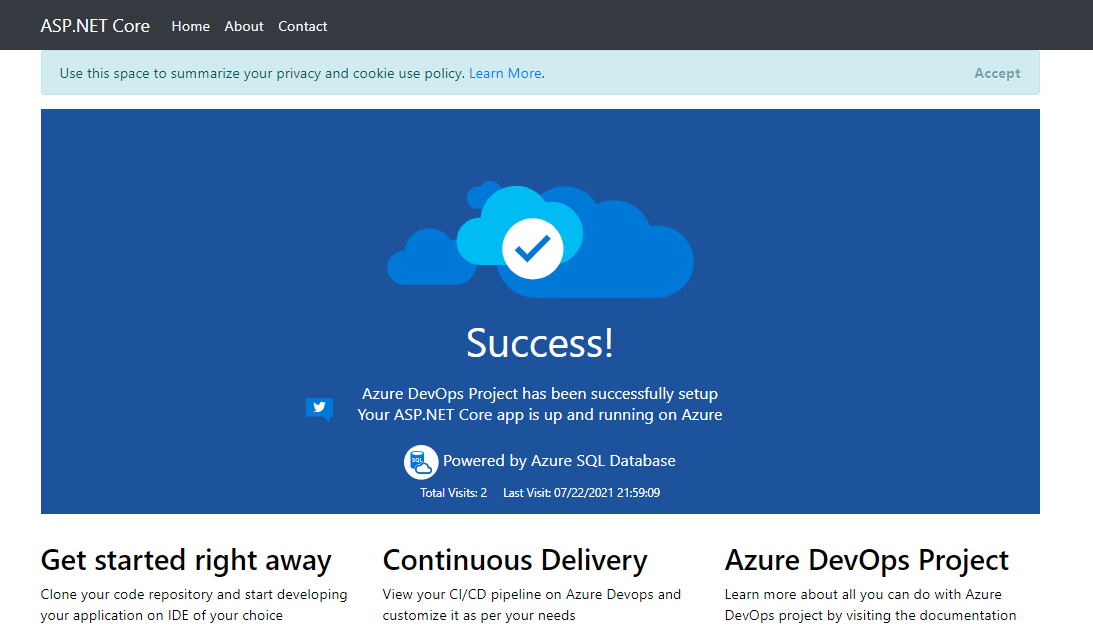 ASP.NET Core Home About Contact
Use this space to summarize your privacy and cookie use policy. Learn More. Accept
Success!
Azure DevOps Project has been successfully setup
Your ASP.NET Core app is up and running on Azure
SQL Powered by Azure SQL Database
Total Visits: 2 Last Visit: 07/22/2021 21:59:09
Get started right away
Clone your code repository and start developing
your application on IDE of your choice
Continuous Delivery
View your CI/CD pipeline on Azure Devops and
customize it as per your needs
Azure DevOps Project
Learn more about all you can do with Azure
DevOps project by visiting the documentation